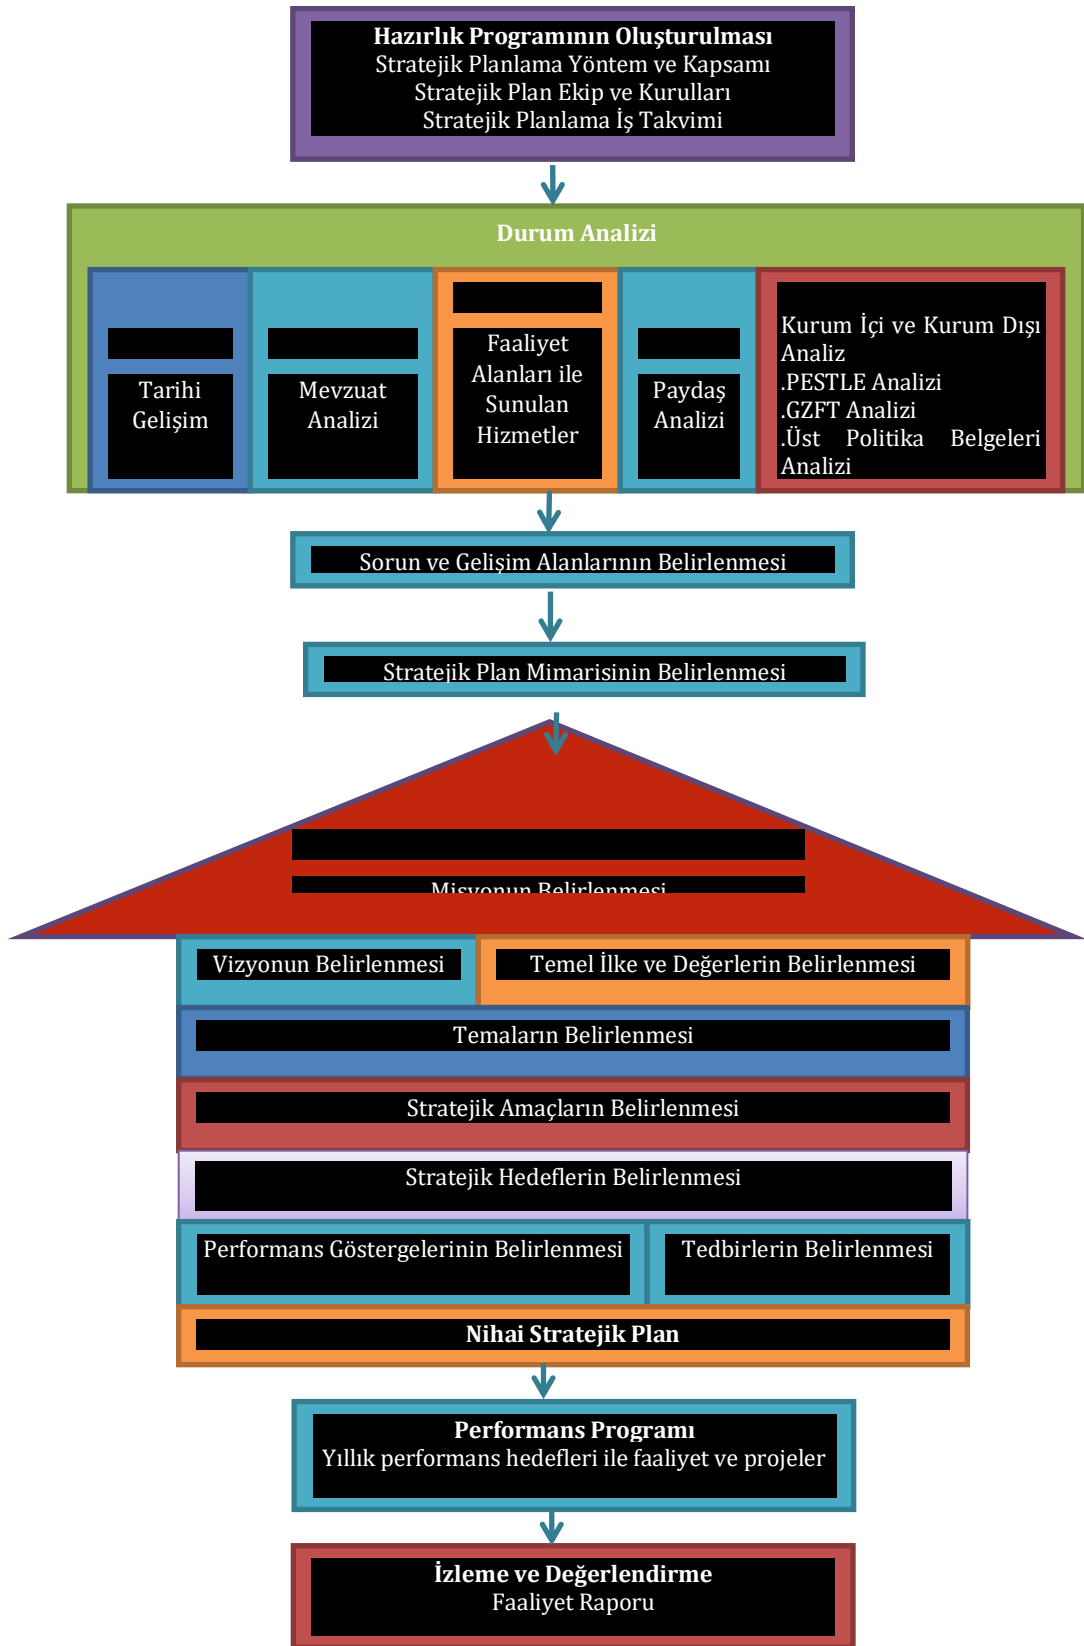 Hazırlık Programının Oluşturulması
Stratejik Planlama Yöntem ve Kapsamı
Stratejik Plan Ekip ve Kurulları
Stratejik Planlama İş Takvimi
Durum Analizi
Tarihi
Gelişim
Mevzuat
Analizi
Faaliyet
Alanları ile
Sunulan
Hizmetler
Paydaş
Analizi
Kurum İçi ve Kurum Dışı
Analiz
.PESTLE Analizi
.GZFT Analizi
.Üst Politika Belgeleri
Analizi
Sorun ve Gelişim Alanlarının Belirlenmesi
Stratejik Plan Mimarisinin Belirlenmesi
Misyonun Belirlenmesi
Vizyonun Belirlenmesi
Temel İlke ve Değerlerin Belirlenmesi
Temaların Belirlenmesi
Stratejik Amaçların Belirlenmesi
Stratejik Hedeflerin Belirlenmesi
Performans Göstergelerinin Belirlenmesi
Tedbirlerin Belirlenmesi
Nihai Stratejik Plan
Performans Programı
Yıllık performans hedefleri ile faaliyet ve projeler
İzleme ve Değerlendirme
Faaliyet Raporu